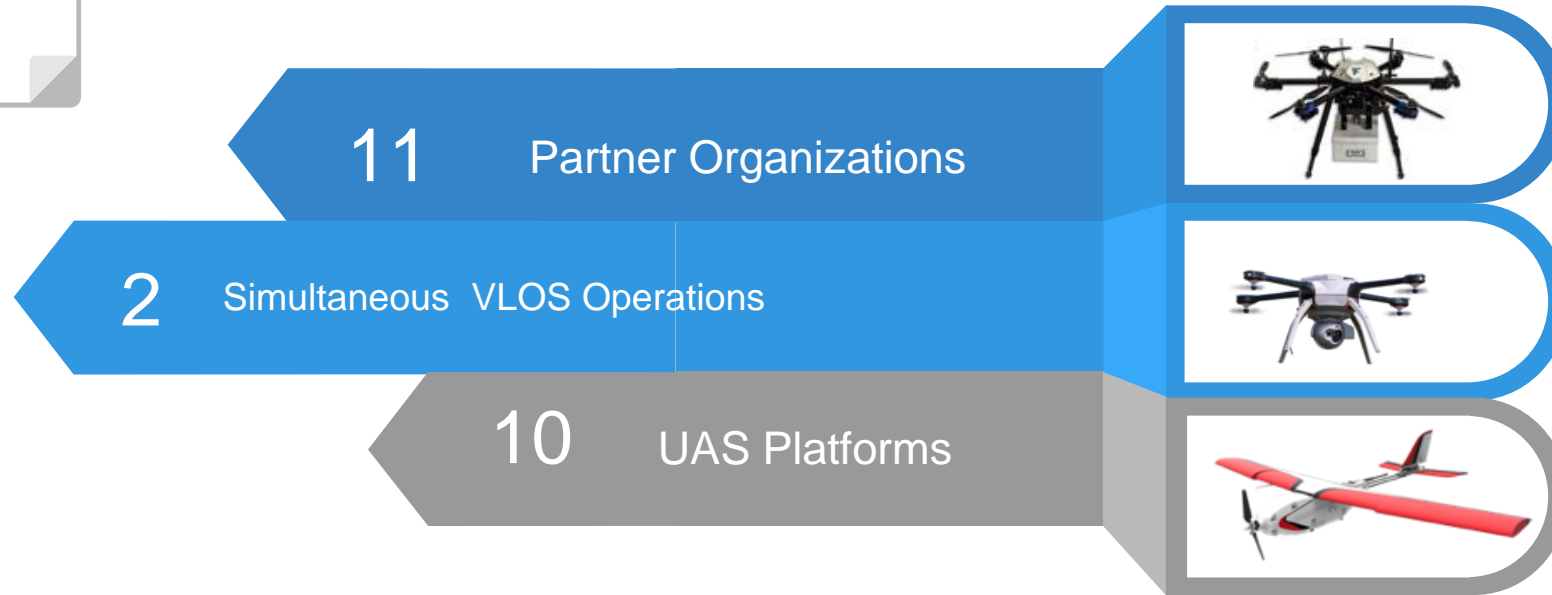 11 Partner Organizations
2 Simultaneous VLOS Operations
10 UAS Platforms